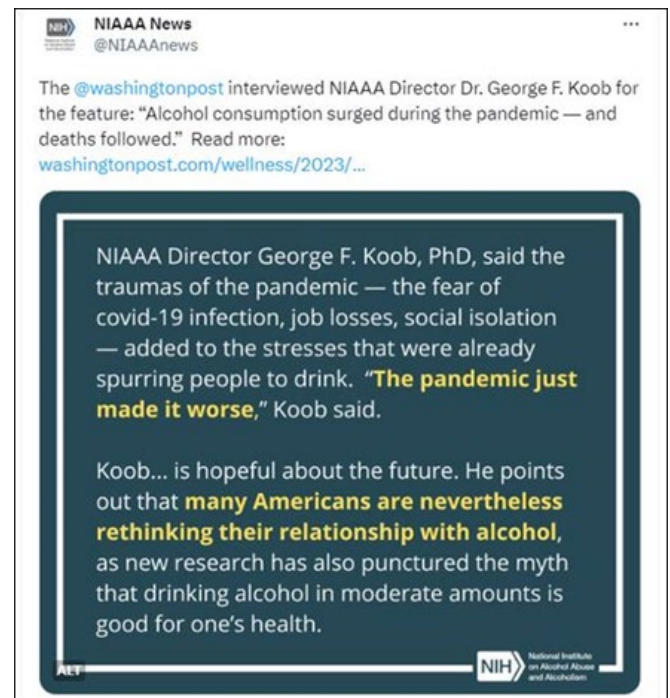 NIH
NIAAA News
@NIAAAnews
The @washingtonpost interviewed NIAAA Director Dr. George F. Koob for
the feature: “Alcohol consumption surged during the pandemic — and
deaths followed.” Read more:
washingtonpost.com/wellness/2023/...
NIAAA Director George F. Koob, PhD, said the
traumas of the pandemic — the fear of
covid-19 infection, job losses, social isolation
— added to the stresses that were already
spurring people to drink. “The pandemic just
made it worse,” Koob said.
Koob... is hopeful about the future. He points
out that many Americans are nevertheless
rethinking their relationship with alcohol,
as new research has also punctured the myth
that drinking alcohol in moderate amounts is
good for one’s health.
ALT
NIH
National Institute
on Alcohol Abuse
and Alcoholism